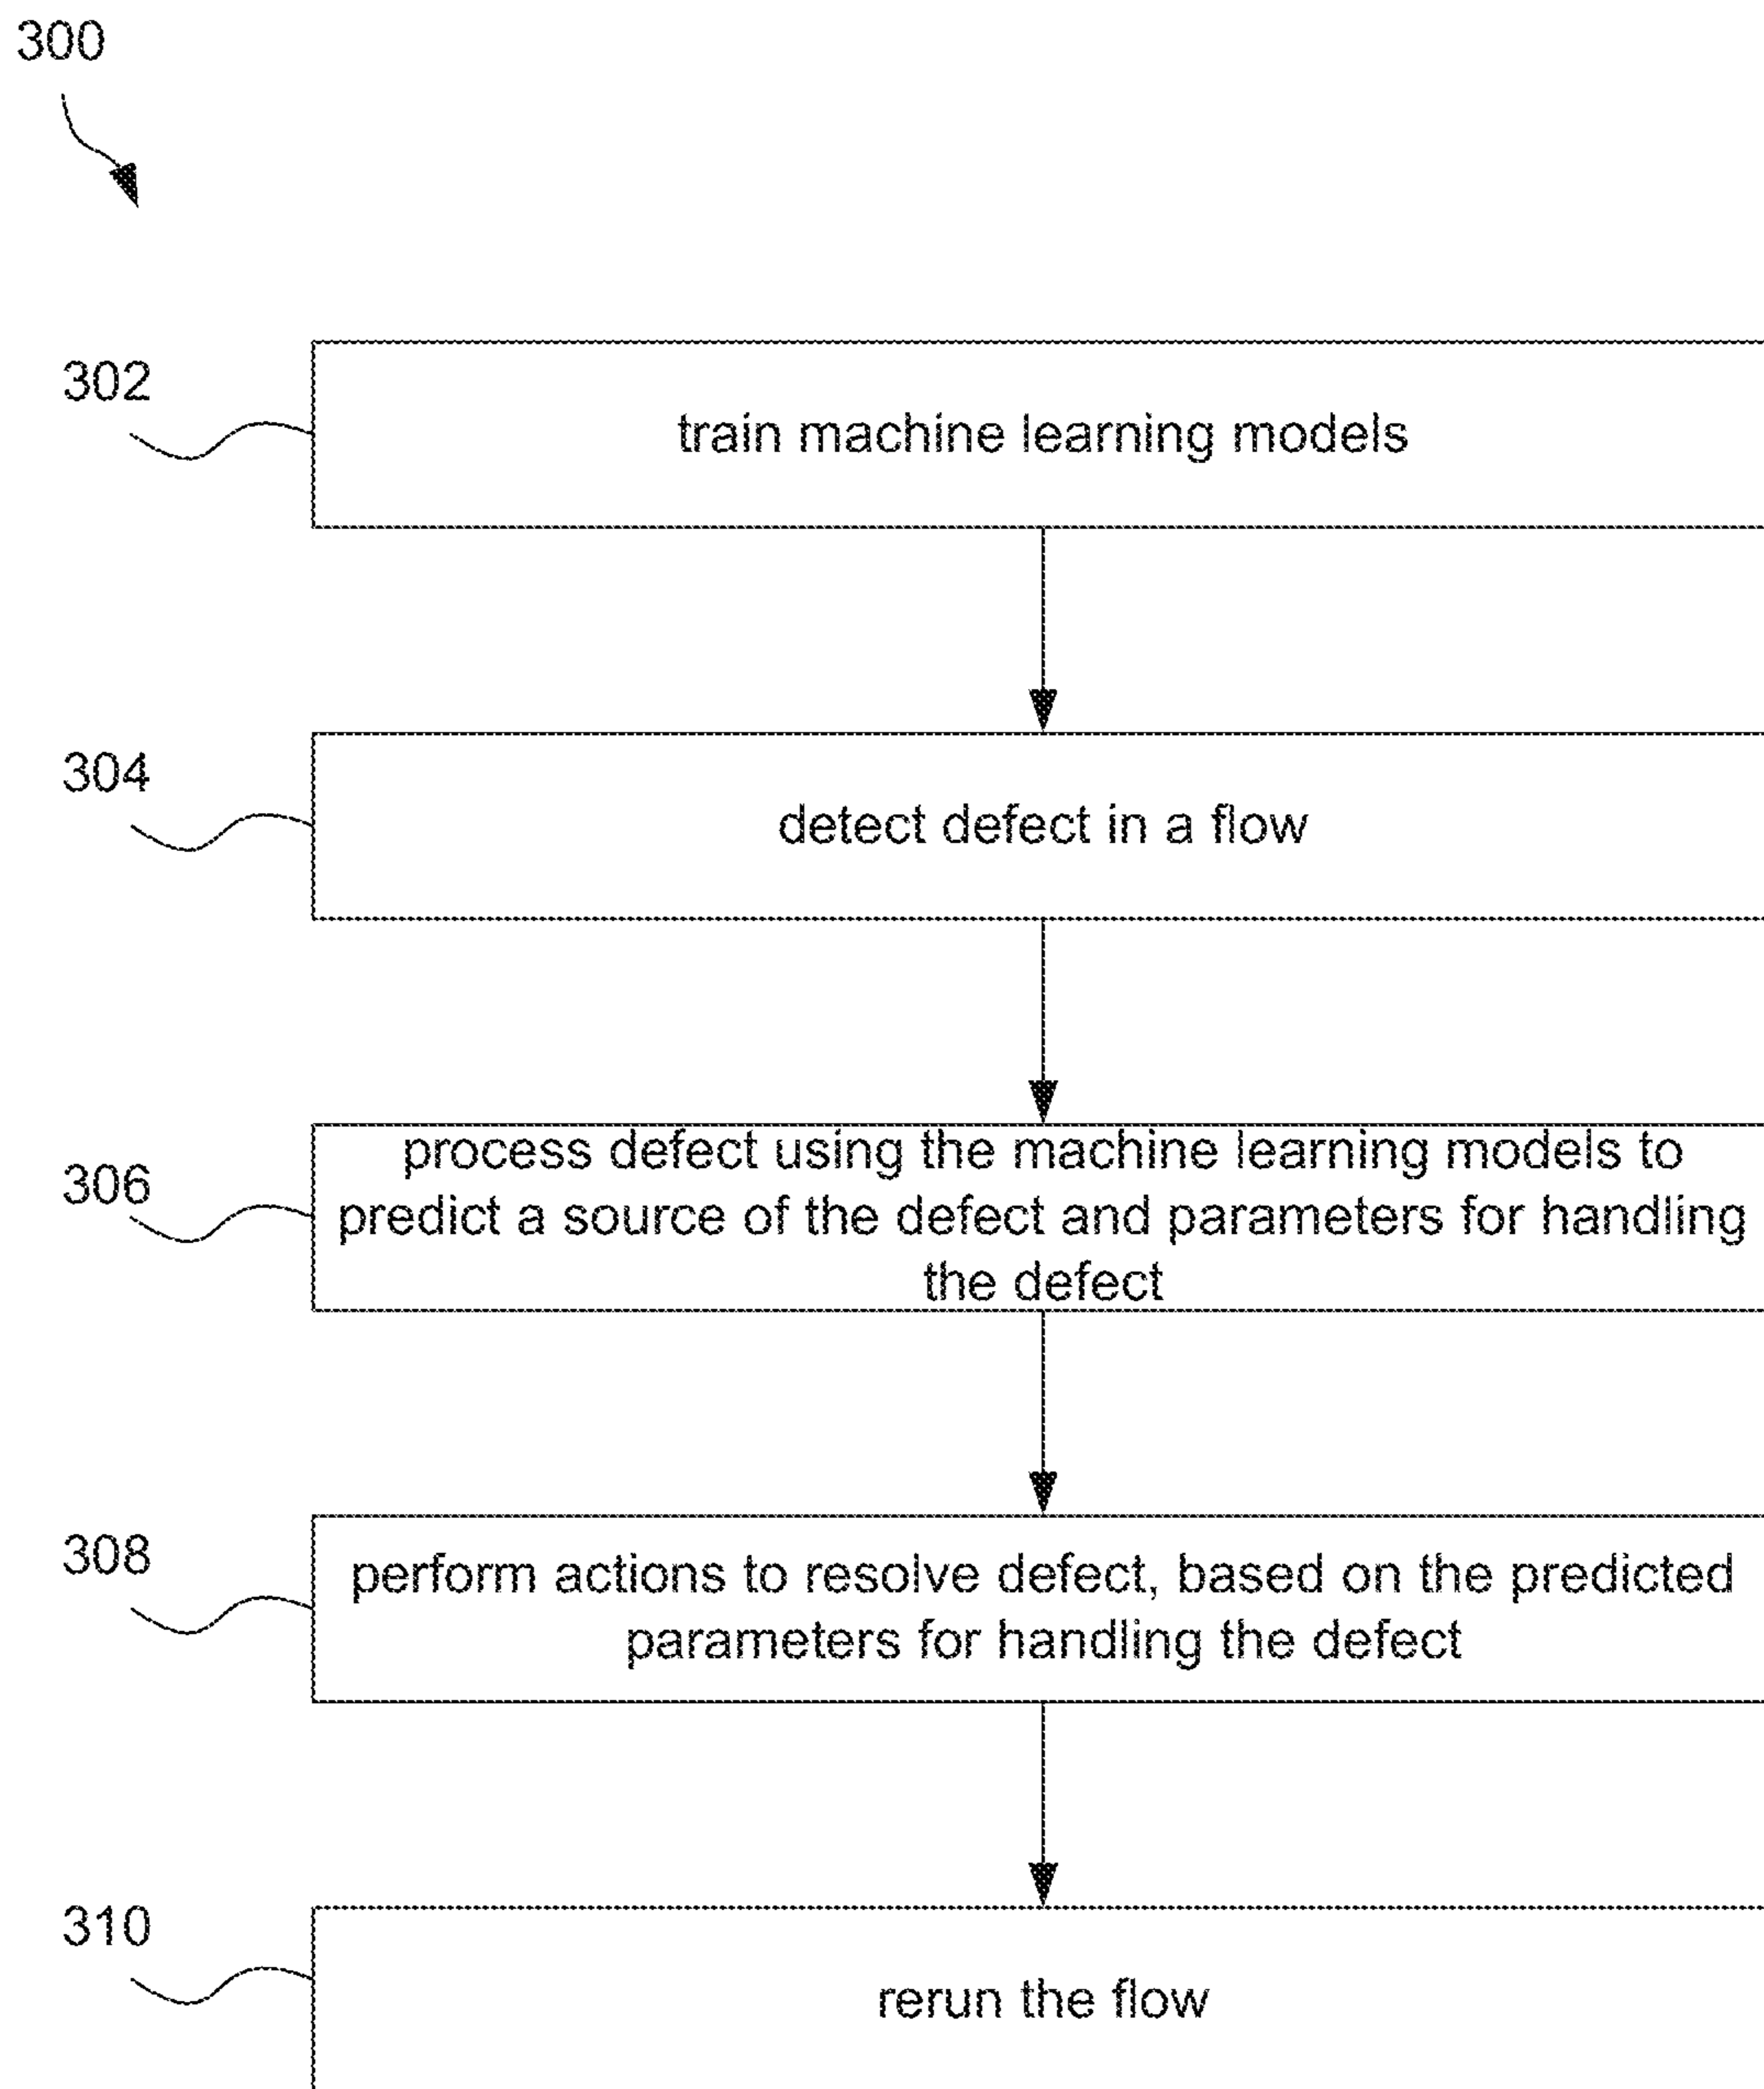 300
302
train machine learning models
304
detect defect in a flow
306
process defect using the machine learning models to
predict a source of the defect and parameters for handling
the defect
308
perform actions to resolve defect, based on the predicted
parameters for handling the defect
310
rerun the flow